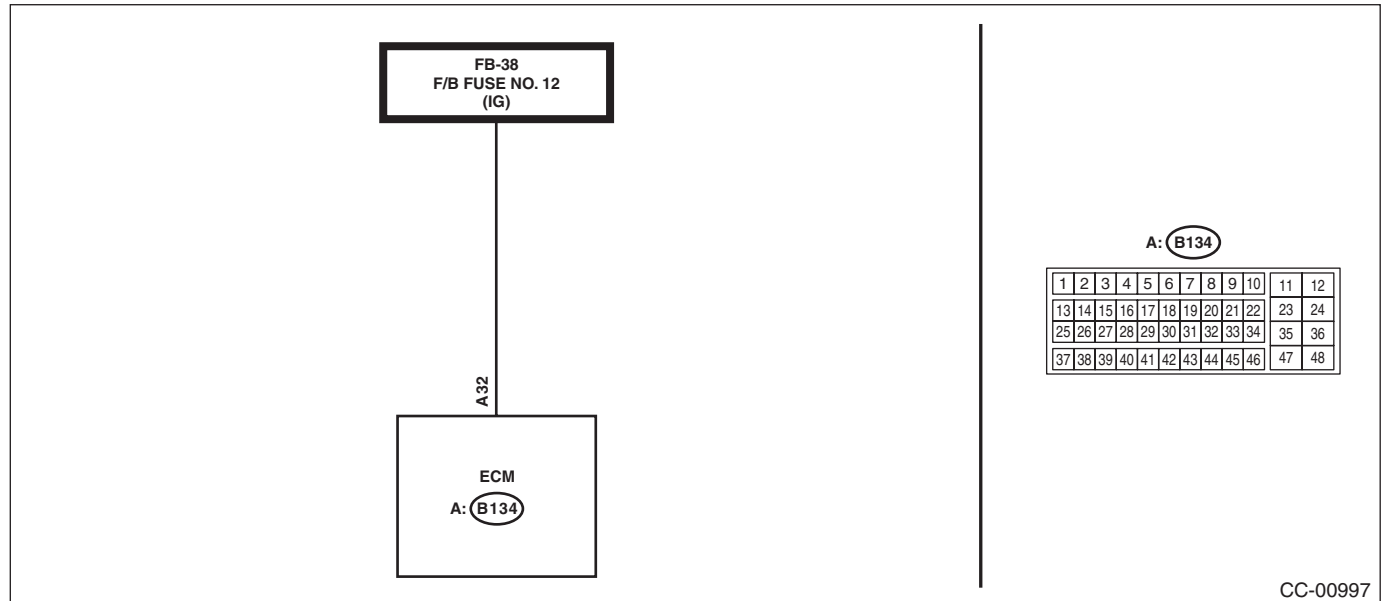 FB-38
F/B FUSE NO. 12
(IG)
A32
ECM
A: B134
A: B134
1 2 3 4 5 6 7 8 9 10 11 12
13 14 15 16 17 18 19 20 21 22 23 24
25 26 27 28 29 30 31 32 33 34 35 36
37 38 39 40 41 42 43 44 45 46 47 48
CC-00997